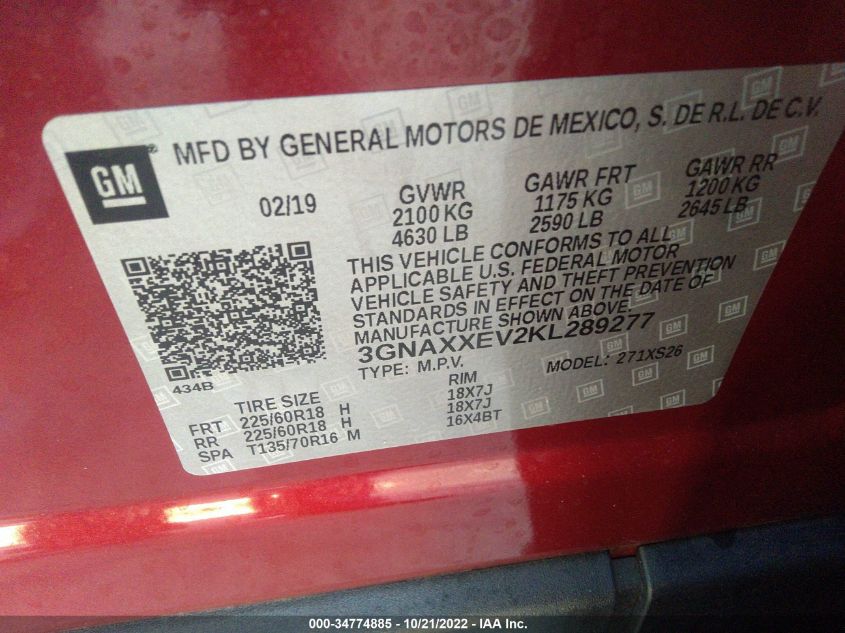 GM ®
MFD BY GENERAL MOTORS DE MEXICO, S. DE R.L. DE C.V.
02/19
GVWR
2100 KG
4630 LB
GAWR FRT
1175 KG
2590 LB
GAWR RR
1200 KG
2645 LB
THIS VEHICLE CONFORMS TO ALL
APPLICABLE U.S. FEDERAL MOTOR
VEHICLE SAFETY AND THEFT PREVENTION
STANDARDS IN EFFECT ON THE DATE OF
MANUFACTURE SHOWN ABOVE.
3GNAXXEV2KL289277
TYPE: M.P.V. MODEL: 271XS26
434B
TIRE SIZE RIM
FRT 225/60R18 H 18X7J
RR 225/60R18 H 18X7J
SPA T135/70R16 M 16X4BT
000-34774885 - 10/21/2022 - IAA Inc.